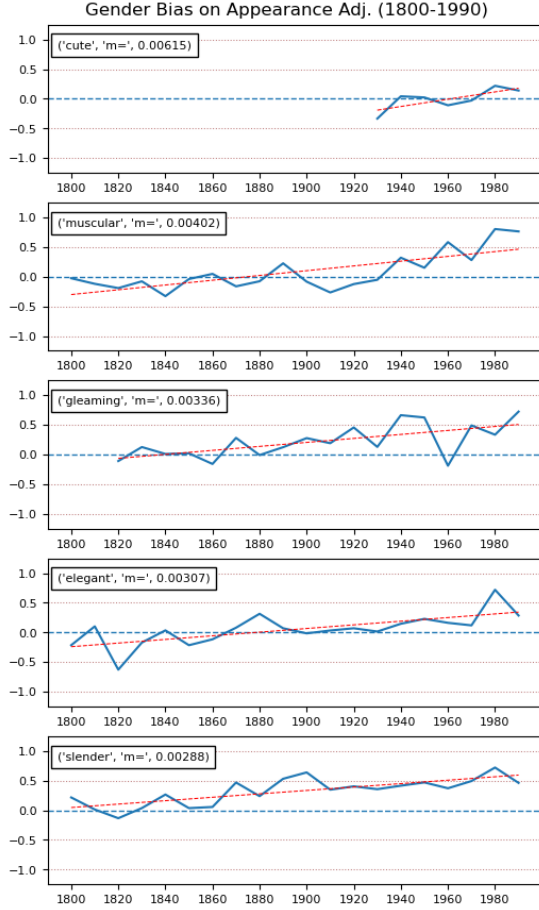 Gender Bias on Appearance Adj. (1800-1990)
1.0
('cute', 'm=', 0.00615)
0.5
0.0
−0.5
−1.0
1800 1820 1840 1860 1880 1900 1920 1940 1960 1980
1.0
('muscular', 'm=', 0.00402)
0.5
0.0
−0.5
−1.0
1800 1820 1840 1860 1880 1900 1920 1940 1960 1980
1.0
('gleaming', 'm=', 0.00336)
0.5
0.0
−0.5
−1.0
1800 1820 1840 1860 1880 1900 1920 1940 1960 1980
1.0
('elegant', 'm=', 0.00307)
0.5
0.0
−0.5
−1.0
1800 1820 1840 1860 1880 1900 1920 1940 1960 1980
1.0
('slender', 'm=', 0.00288)
0.5
0.0
−0.5
−1.0
1800 1820 1840 1860 1880 1900 1920 1940 1960 1980